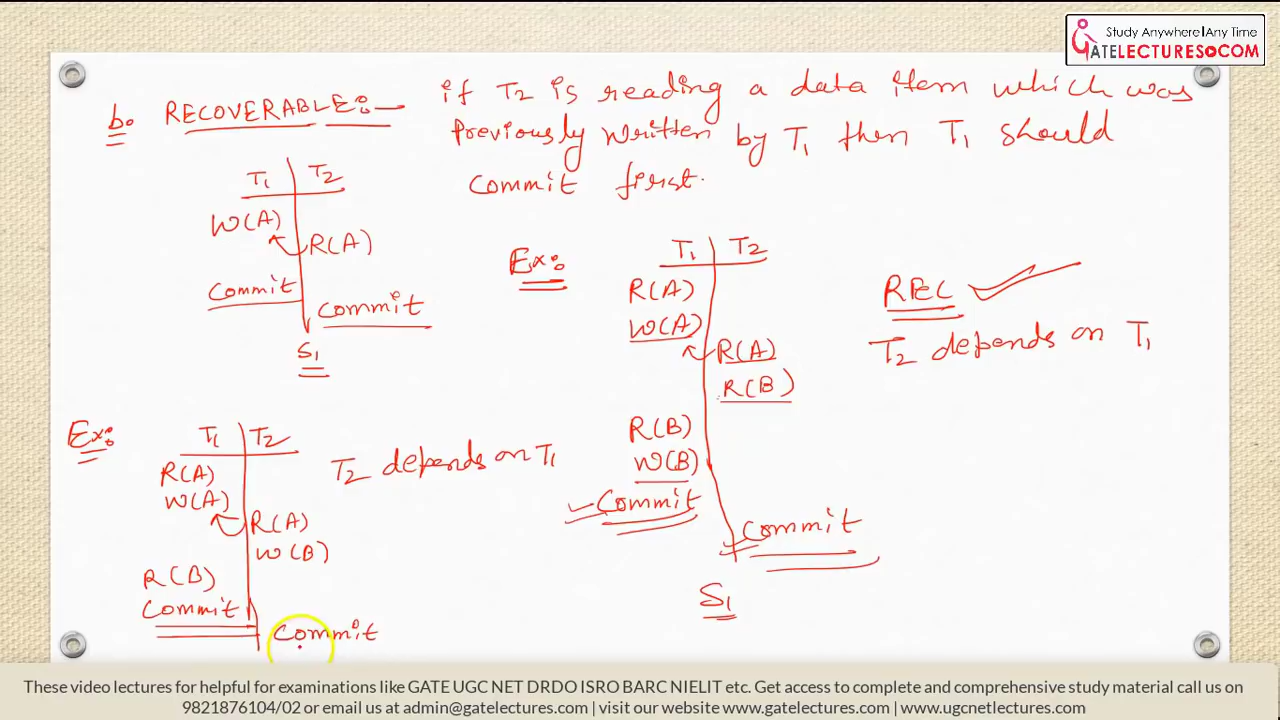 Study Anywhere|Any Time
GATELECTURES.COM
b. RECOVERABLE:-
if T2 is reading a data item which was
previously written by T1 then T1 should
commit first.
T1 T2
W(A)
R(A)
Commit
Commit
S1
Ex:
T1 T2
R(A)
W(A)
R(A)
R(B)
R(B)
W(B)
Commit
Commit
S1
REC ✓
T2 depends on T1
Ex:
T1 T2
R(A)
W(A)
R(A)
W(B)
R(B)
Commit
Commit
T2 depends on T1
These video lectures for helpful for examinations like GATE UGC NET DRDO ISRO BARC NIELIT etc. Get access to complete and comprehensive study material call us on
9821876104/02 or email us at admin@gatelectures.com | visit our website www.gatelectures.com | www.ugcnetlectures.com